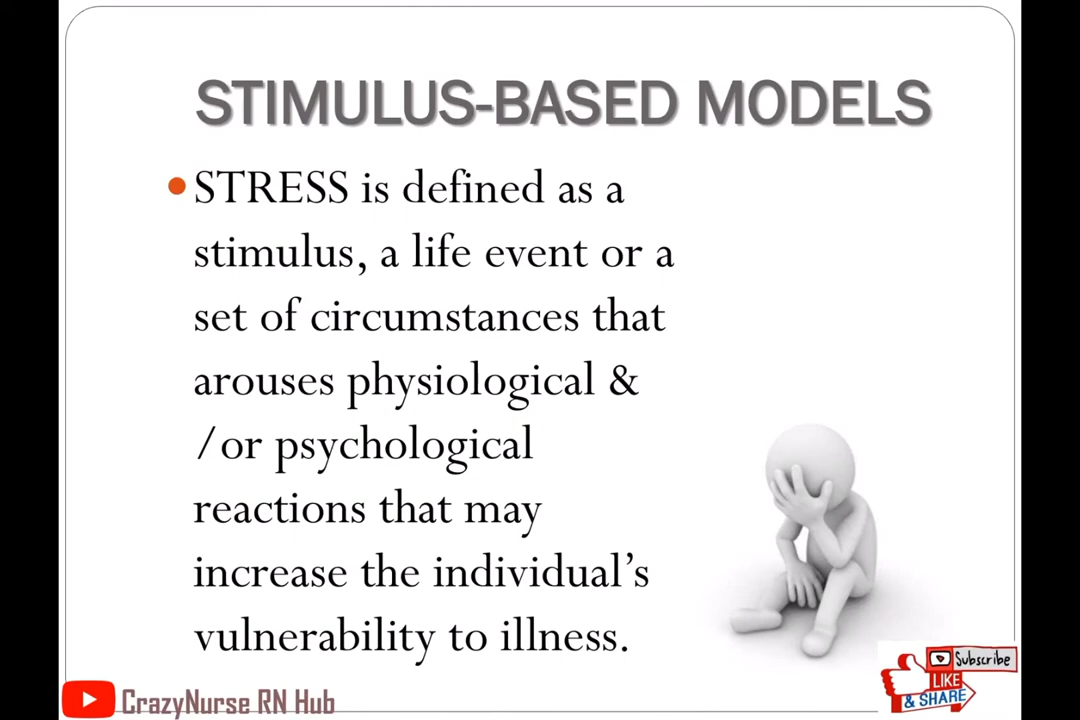 STIMULUS-BASED MODELS
• STRESS is defined as a
stimulus, a life event or a
set of circumstances that
arouses physiological &
/or psychological
reactions that may
increase the individual’s
vulnerability to illness.
Subscribe
LIKE
& SHARE
CrazyNurse RN Hub